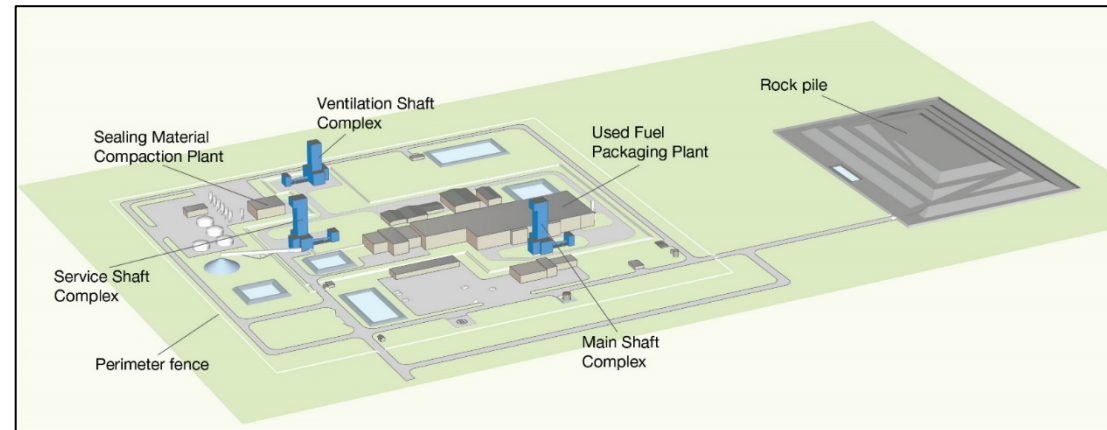 Ventilation Shaft
Complex
Sealing Material
Compaction Plant
Used Fuel
Packaging Plant
Rock pile
Service Shaft
Complex
Perimeter fence
Main Shaft
Complex